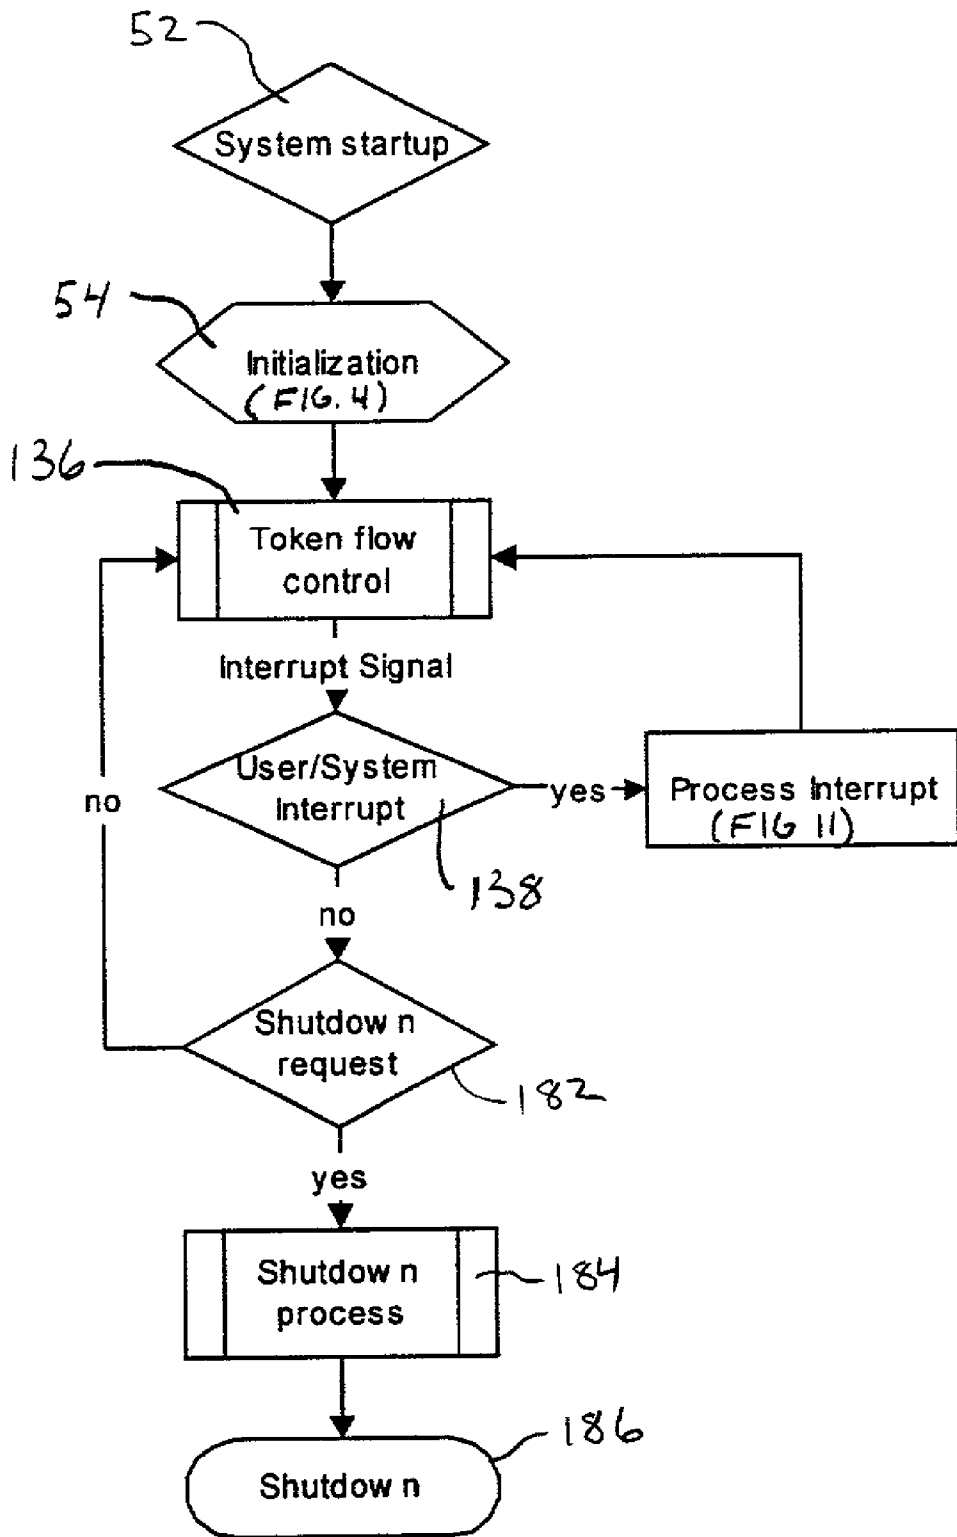 52
System startup
54
Initialization
(FIG. 4)
136
Token flow
control
Interrupt Signal
User/System
Interrupt
yes
Process Interrupt
(FIG 11)
no
138
no
Shutdow n
request
182
yes
Shutdow n
process
184
186
Shutdow n